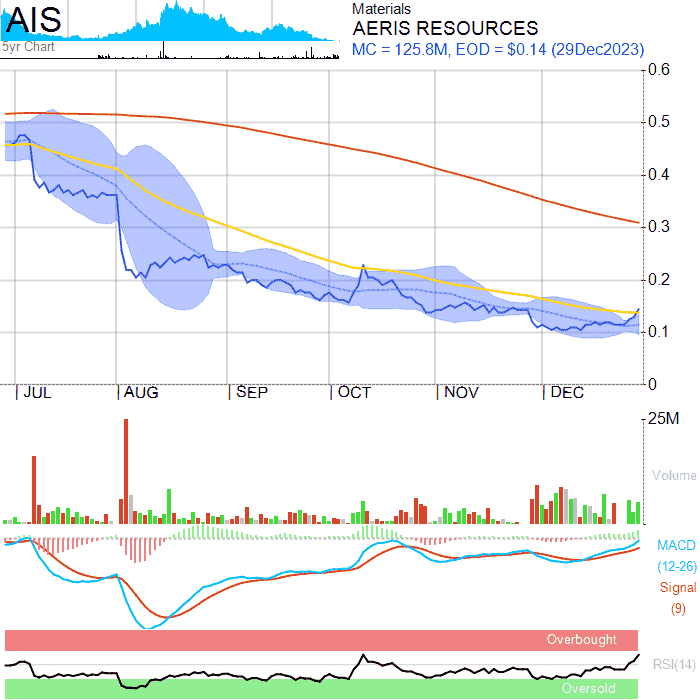 AIS
5yr Chart
Materials
AERIS RESOURCES
MC = 125.8M, EOD = $0.14 (29Dec2023)
0.6
0.5
0.4
0.3
0.2
0.1
0
JUL AUG SEP OCT NOV DEC
25M
Volume
MACD
(12-26)
Signal
(9)
Overbought
RSI(14)
Oversold